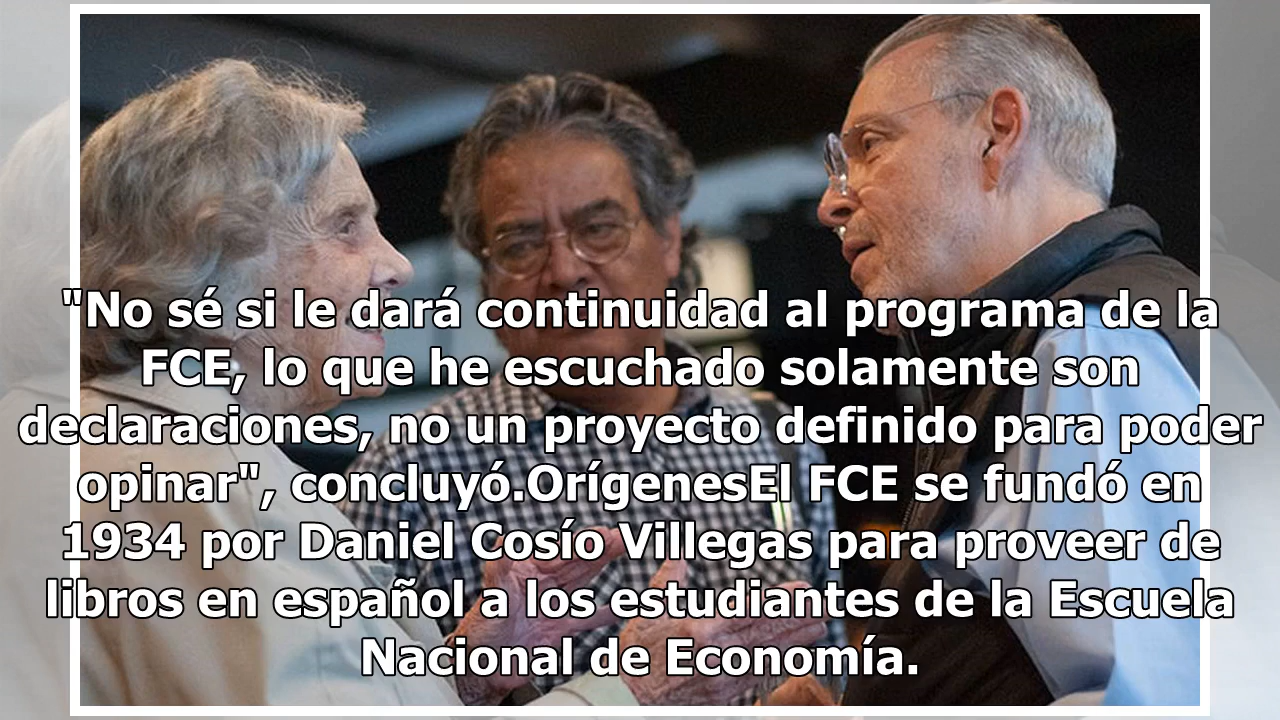 "No sé si le dará continuidad al programa de la
FCE, lo que he escuchado solamente son
declaraciones, no un proyecto definido para poder
opinar", concluyó.OrígenesEl FCE se fundó en
1934 por Daniel Cosío Villegas para proveer de
libros en español a los estudiantes de la Escuela
Nacional de Economía.